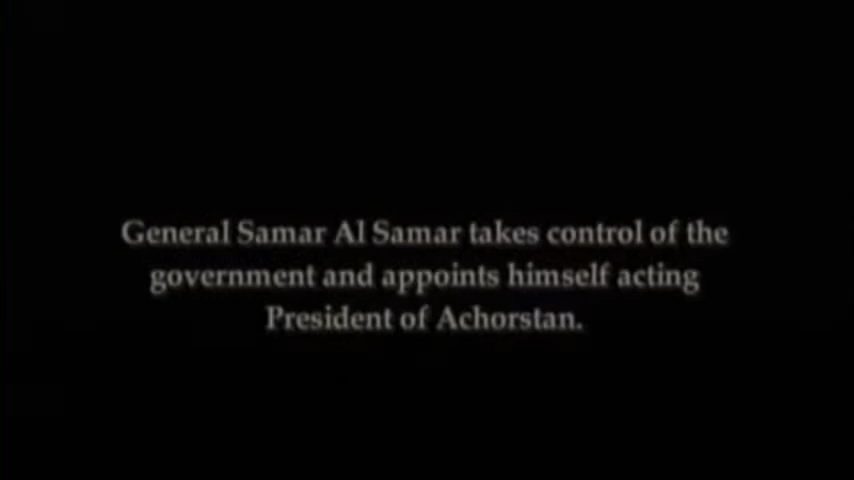 General Samar Al Samar takes control of the
government and appoints himself acting
President of Achorstan.